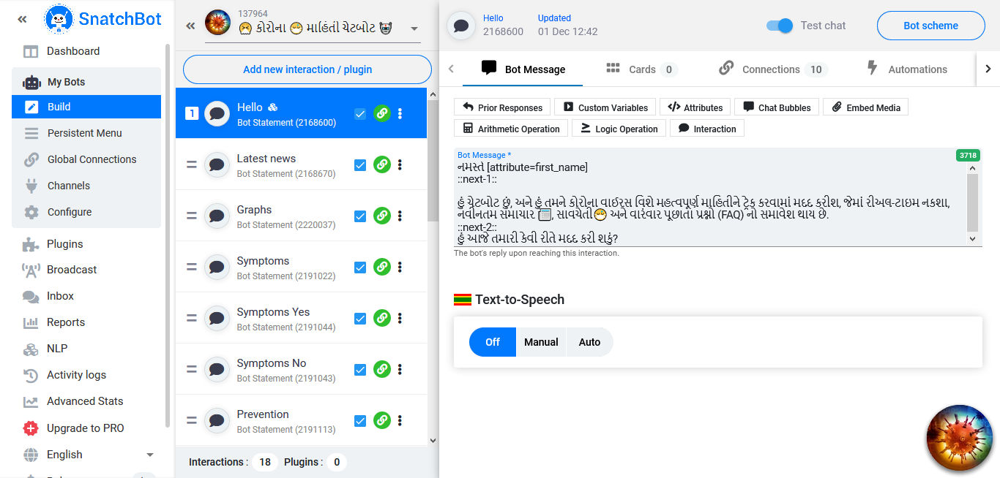 SnatchBot
Dashboard
My Bots
Build
Persistent Menu
Global Connections
Channels
Configure
Plugins
Broadcast
Inbox
Reports
NLP
Activity logs
Advanced Stats
Upgrade to PRO
English
137964
કોરોના 😷 માહિતી ચેટબોટ
Add new interaction / plugin
1
Hello
Bot Statement (2168600)
Latest news
Bot Statement (2168670)
Graphs
Bot Statement (2220037)
Symptoms
Bot Statement (2191022)
Symptoms Yes
Bot Statement (2191044)
Symptoms No
Bot Statement (2191043)
Prevention
Bot Statement (2191113)
Interactions : 18 Plugins : 0
Hello
2168600
Updated
01 Dec 12:42
Test chat
Bot scheme
Bot Message
Cards 0
Connections 10
Automations
Prior Responses
Custom Variables
Attributes
Chat Bubbles
Embed Media
Arithmetic Operation
Logic Operation
Interaction
Bot Message *
3718
નમસ્તે [attribute=first_name]
::next-1::
હું ચેટબોટ છું, અને હું તમને કોરોના વાઈરસ વિશે મહત્વપૂર્ણ માહિતીને ટ્રેક કરવામાં મદદ કરીશ, જેમાં રીઅલ-ટાઇમ નકશા,
નવીનતમ સમાચાર 📋, સાવચેતી😷 અને વારંવાર પૂછાતા પ્રશ્નો (FAQ) નો સમાવેશ થાય છે.
::next-2::
હું આજે તમારી કેવી રીતે મદદ કરી શકું?
The bot's reply upon reaching this interaction.
Text-to-Speech
Off
Manual
Auto